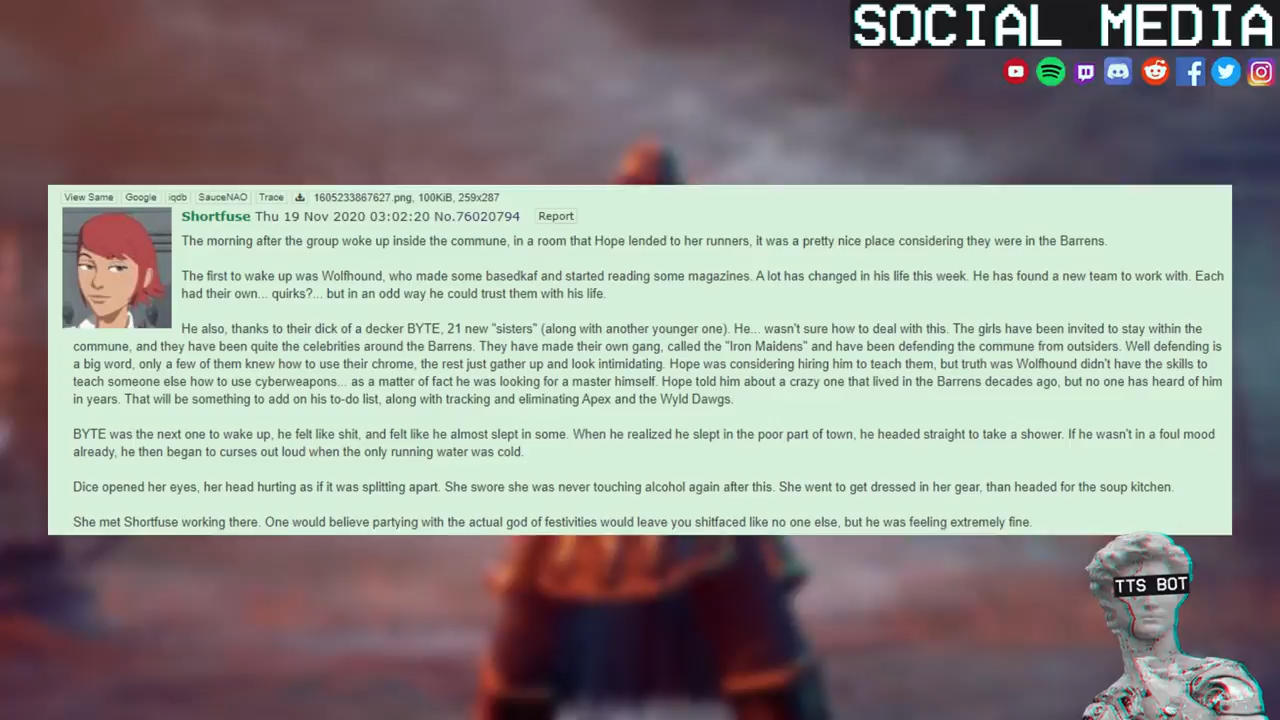 SOCIAL MEDIA
View Same Google iqdb SauceNAO Trace 1605233867627.png, 100KiB, 259x287
Shortfuse Thu 19 Nov 2020 03:02:20 No.76020794 Report
The morning after the group woke up inside the commune, in a room that Hope lended to her runners, it was a pretty nice place considering they were in the Barrens.
The first to wake up was Wolfhound, who made some basedkaf and started reading some magazines. A lot has changed in his life this week. He has found a new team to work with. Each
had their own... quirks?... but in an odd way he could trust them with his life.
He also, thanks to their dick of a decker BYTE, 21 new "sisters" (along with another younger one). He... wasn't sure how to deal with this. The girls have been invited to stay within the
commune, and they have been quite the celebrities around the Barrens. They have made their own gang, called the "Iron Maidens" and have been defending the commune from outsiders. Well defending is
a big word, only a few of them knew how to use their chrome, the rest just gather up and look intimidating. Hope was considering hiring him to teach them, but truth was Wolfhound didn't have the skills to
teach someone else how to use cyberweapons... as a matter of fact he was looking for a master himself. Hope told him about a crazy one that lived in the Barrens decades ago, but no one has heard of him
in years. That will be something to add on his to-do list, along with tracking and eliminating Apex and the Wyld Dawgs.
BYTE was the next one to wake up, he felt like shit, and felt like he almost slept in some. When he realized he slept in the poor part of town, he headed straight to take a shower. If he wasn't in a foul mood
already, he then began to curses out loud when the only running water was cold.
Dice opened her eyes, her head hurting as if it was splitting apart. She swore she was never touching alcohol again after this. She went to get dressed in her gear, than headed for the soup kitchen.
She met Shortfuse working there. One would believe partying with the actual god of festivities would leave you shitfaced like no one else, but he was feeling extremely fine.
TTS BOT